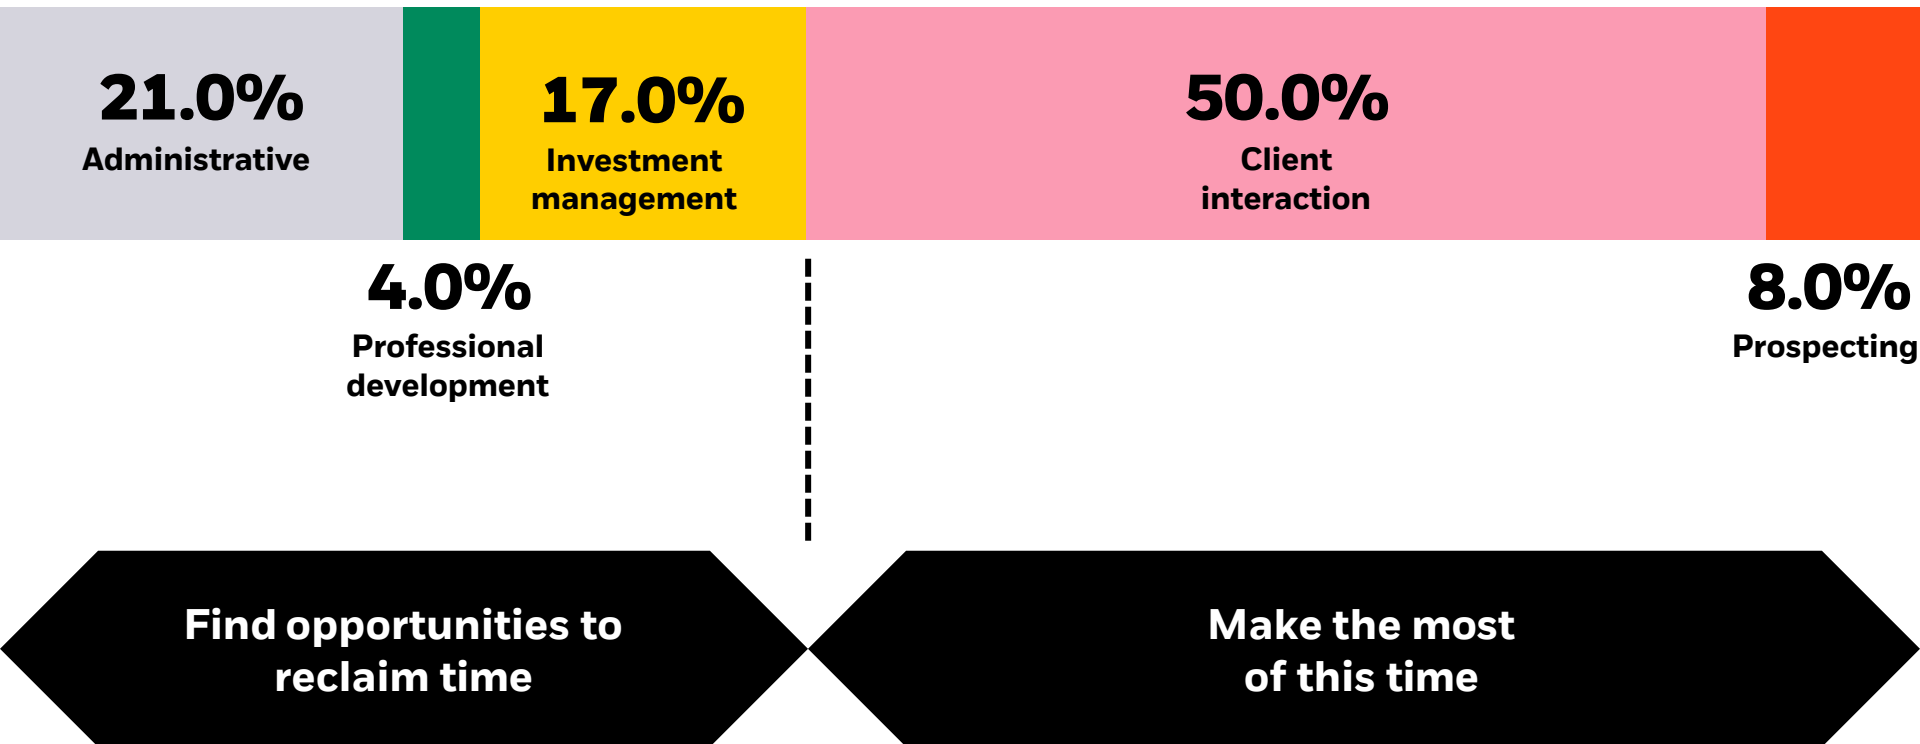 21.0%
Administrative
17.0%
Investment
management
50.0%
Client
interaction
4.0%
Professional
development
8.0%
Prospecting
Find opportunities to
reclaim time
Make the most
of this time